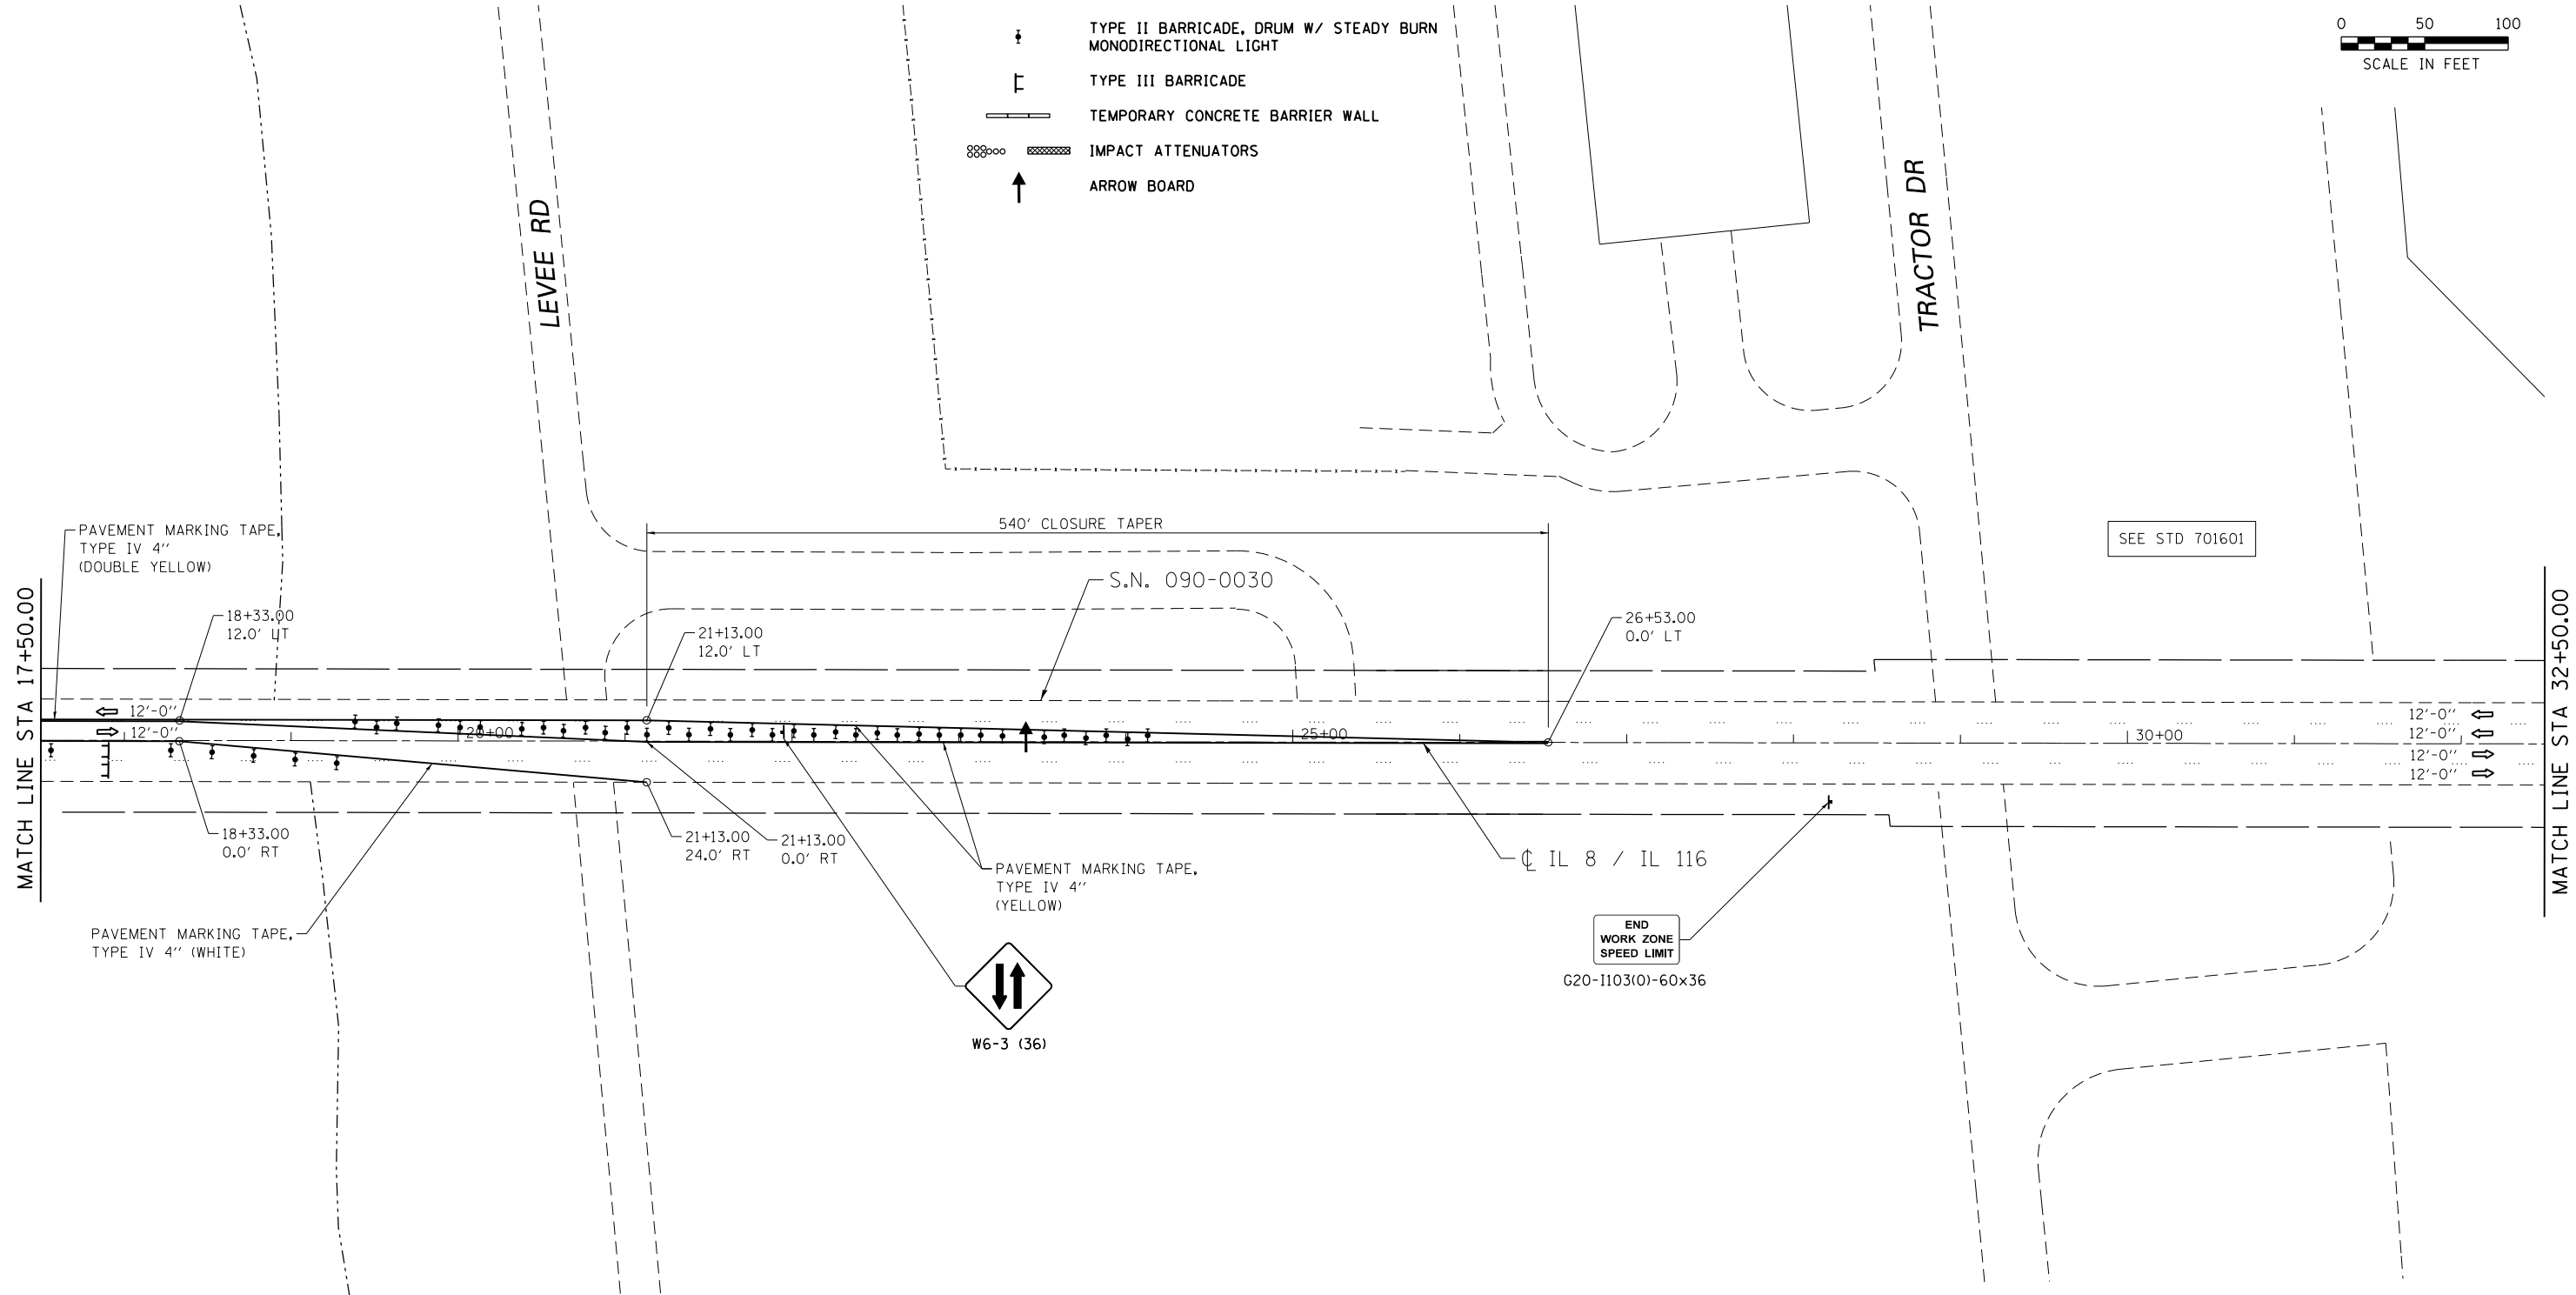 TYPE II BARRICADE, DRUM W/ STEADY BURN
MONODIRECTIONAL LIGHT
TYPE III BARRICADE
TEMPORARY CONCRETE BARRIER WALL
IMPACT ATTENUATORS
ARROW BOARD
0 50 100
SCALE IN FEET
LEVEE RD
TRACTOR DR
540' CLOSURE TAPER
SEE STD 701601
PAVEMENT MARKING TAPE,
TYPE IV 4''
(DOUBLE YELLOW)
S.N. 090-0030
18+33.00
12.0' LT
21+13.00
12.0' LT
26+53.00
0.0' LT
MATCH LINE STA 17+50.00
MATCH LINE STA 32+50.00
12'-0''
12'-0''
20+00
25+00
30+00
12'-0''
12'-0''
12'-0''
12'-0''
18+33.00
0.0' RT
21+13.00
24.0' RT
21+13.00
0.0' RT
PAVEMENT MARKING TAPE,
TYPE IV 4''
(YELLOW)
℄ IL 8 / IL 116
PAVEMENT MARKING TAPE,
TYPE IV 4'' (WHITE)
END
WORK ZONE
SPEED LIMIT
G20-I103(0)-60x36
W6-3 (36)